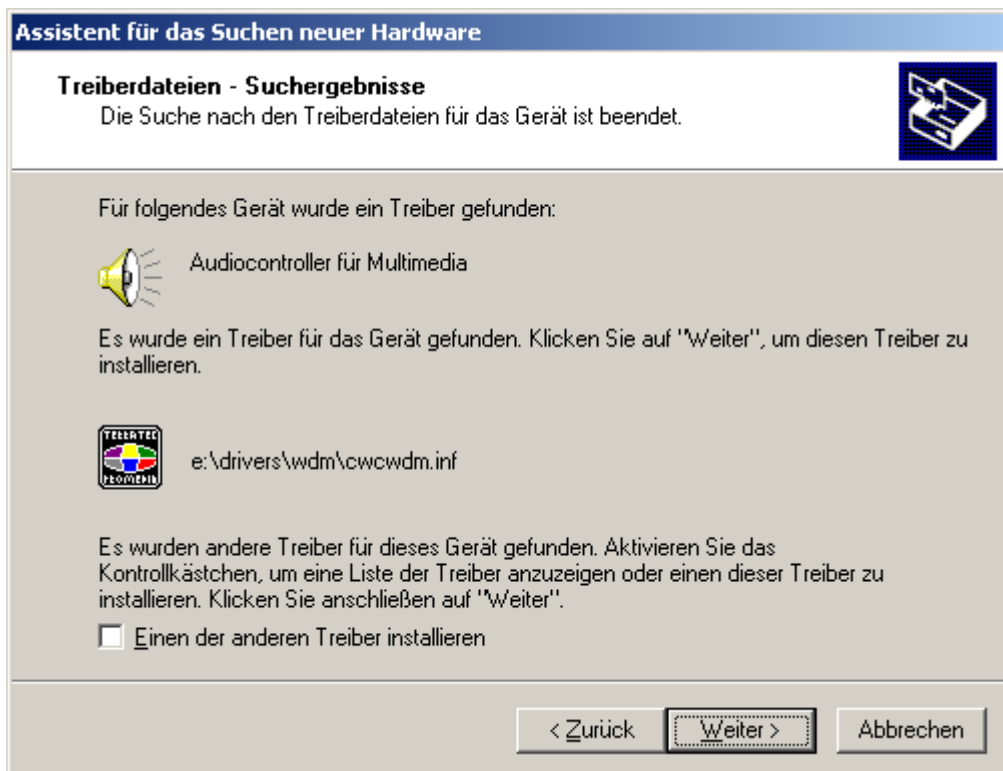 Assistent für das Suchen neuer Hardware
Treiberdateien - Suchergebnisse
Die Suche nach den Treiberdateien für das Gerät ist beendet.
Für folgendes Gerät wurde ein Treiber gefunden:
Audiocontroller für Multimedia
Es wurde ein Treiber für das Gerät gefunden. Klicken Sie auf "Weiter", um diesen Treiber zu
installieren.
TERRATEC
PROMEDIA
e:\drivers\wdm\cwcwdm.inf
Es wurden andere Treiber für dieses Gerät gefunden. Aktivieren Sie das
Kontrollkästchen, um eine Liste der Treiber anzuzeigen oder einen dieser Treiber zu
installieren. Klicken Sie anschließen auf "Weiter".
Einen der anderen Treiber installieren
< Zurück
Weiter >
Abbrechen